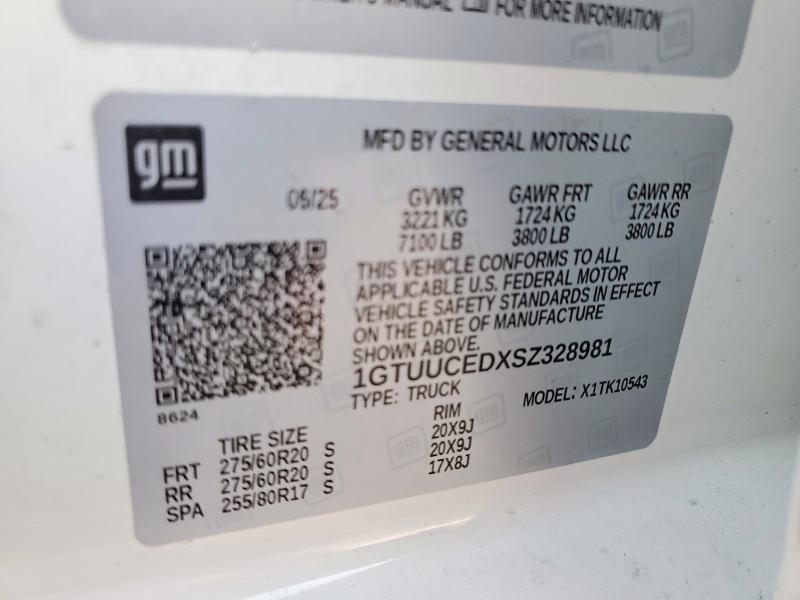 MANUAL FOR MORE INFORMATION
gm
MFD BY GENERAL MOTORS LLC
05/25 GVWR GAWR FRT GAWR RR
3221 KG 1724 KG 1724 KG
7100 LB 3800 LB 3800 LB
THIS VEHICLE CONFORMS TO ALL
APPLICABLE U.S. FEDERAL MOTOR
VEHICLE SAFETY STANDARDS IN EFFECT
ON THE DATE OF MANUFACTURE
SHOWN ABOVE.
1GTUUCEDXSZ328981
TYPE: TRUCK MODEL: X1TK10543
8624
TIRE SIZE RIM
FRT 275/60R20 S 20X9J
RR 275/60R20 S 20X9J
SPA 255/80R17 S 17X8J